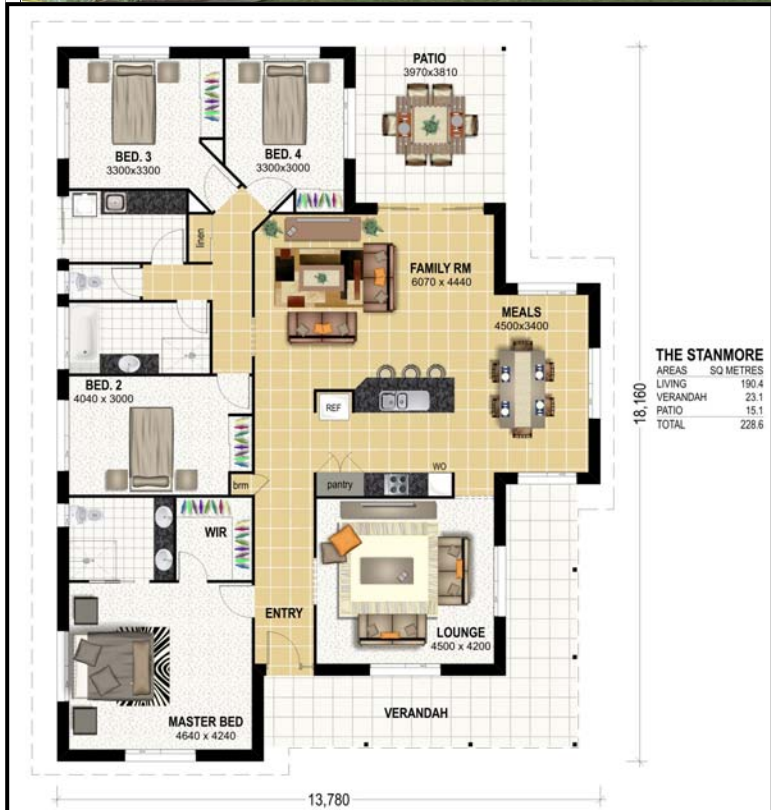 PATIO
3970x3810
BED. 3
3300x3300
BED. 4
3300x3000
linen
FAMILY RM
6070 x 4440
MEALS
4500x3400
THE STANMORE
AREAS SQ METRES
LIVING 190.4
VERANDAH 23.1
PATIO 15.1
TOTAL 228.6
18,160
BED. 2
4040 x 3000
REF
WO
brm
pantry
WIR
ENTRY
LOUNGE
4500 x 4200
VERANDAH
MASTER BED
4640 x 4240
13,780